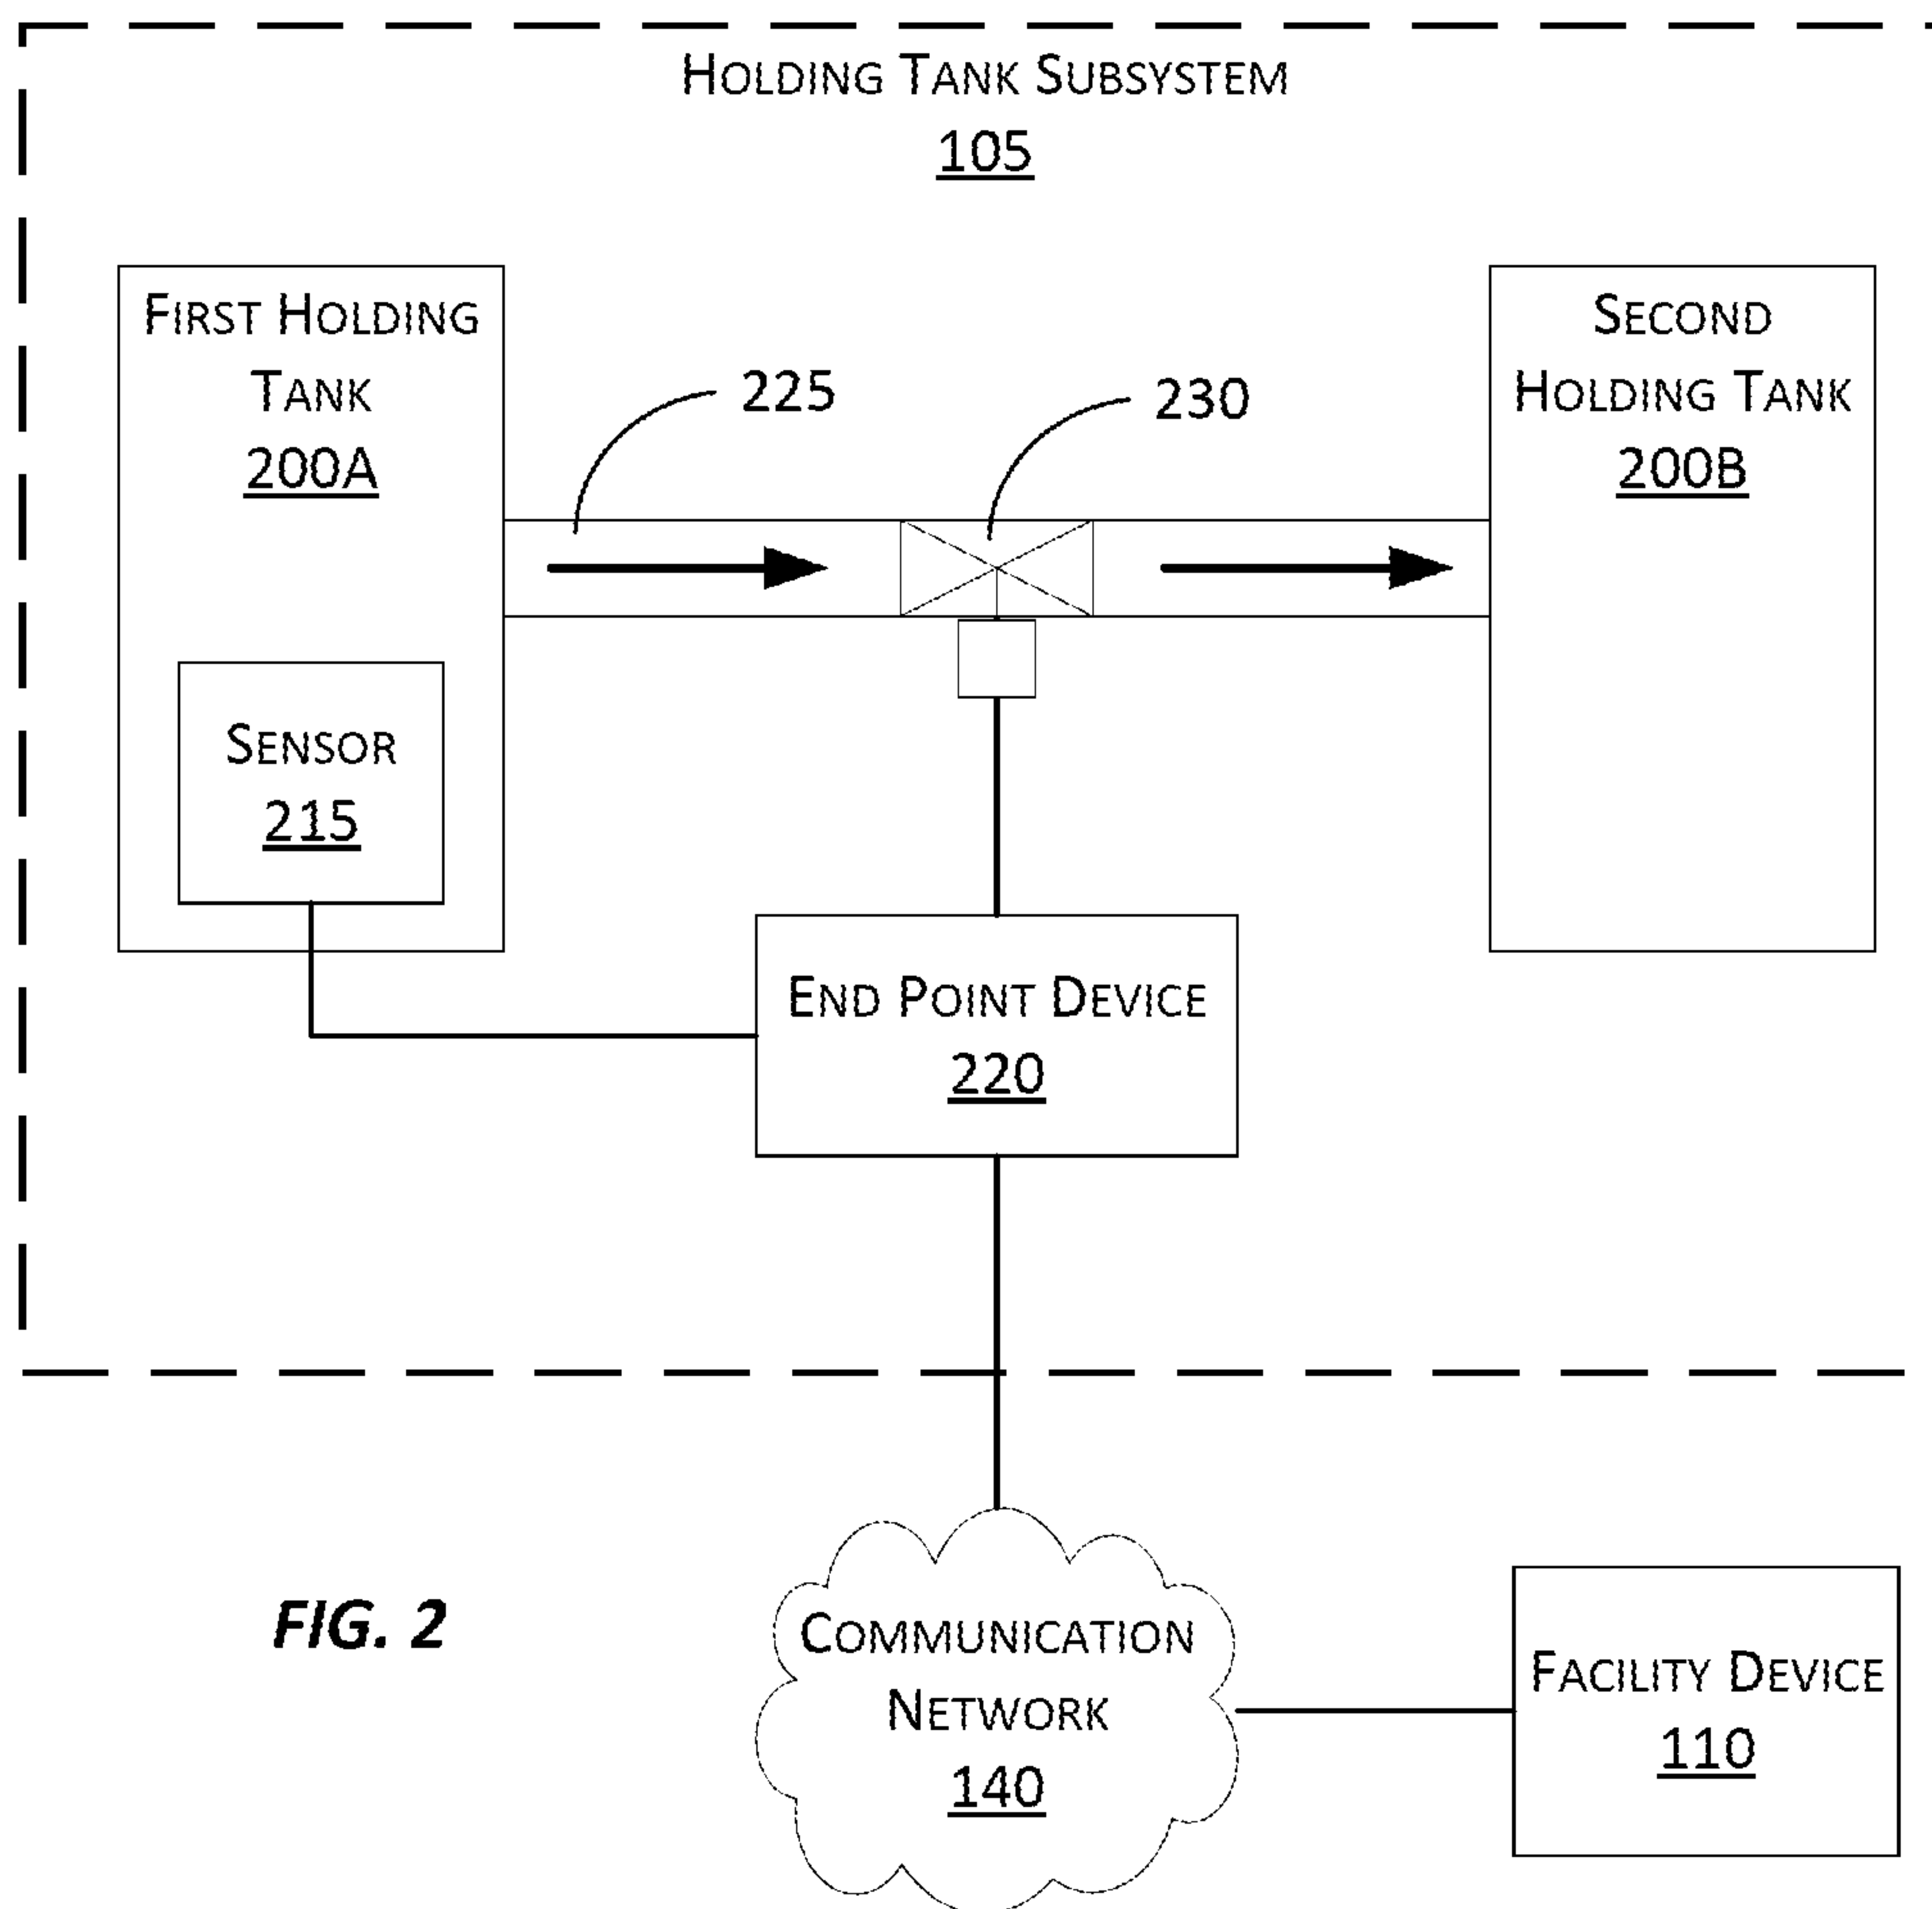 HOLDING TANK SUBSYSTEM
105
FIRST HOLDING
TANK
200A
225
230
SECOND
HOLDING TANK
200B
SENSOR
215
END POINT DEVICE
220
FIG. 2
COMMUNICATION
NETWORK
140
FACILITY DEVICE
110